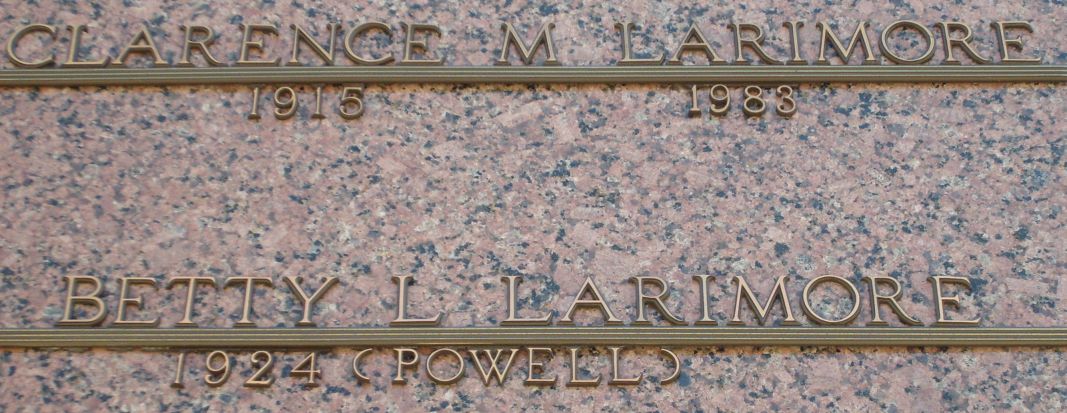 CLARENCE M LARIMORE
1915 1983
BETTY L LARIMORE
1924 (POWELL)